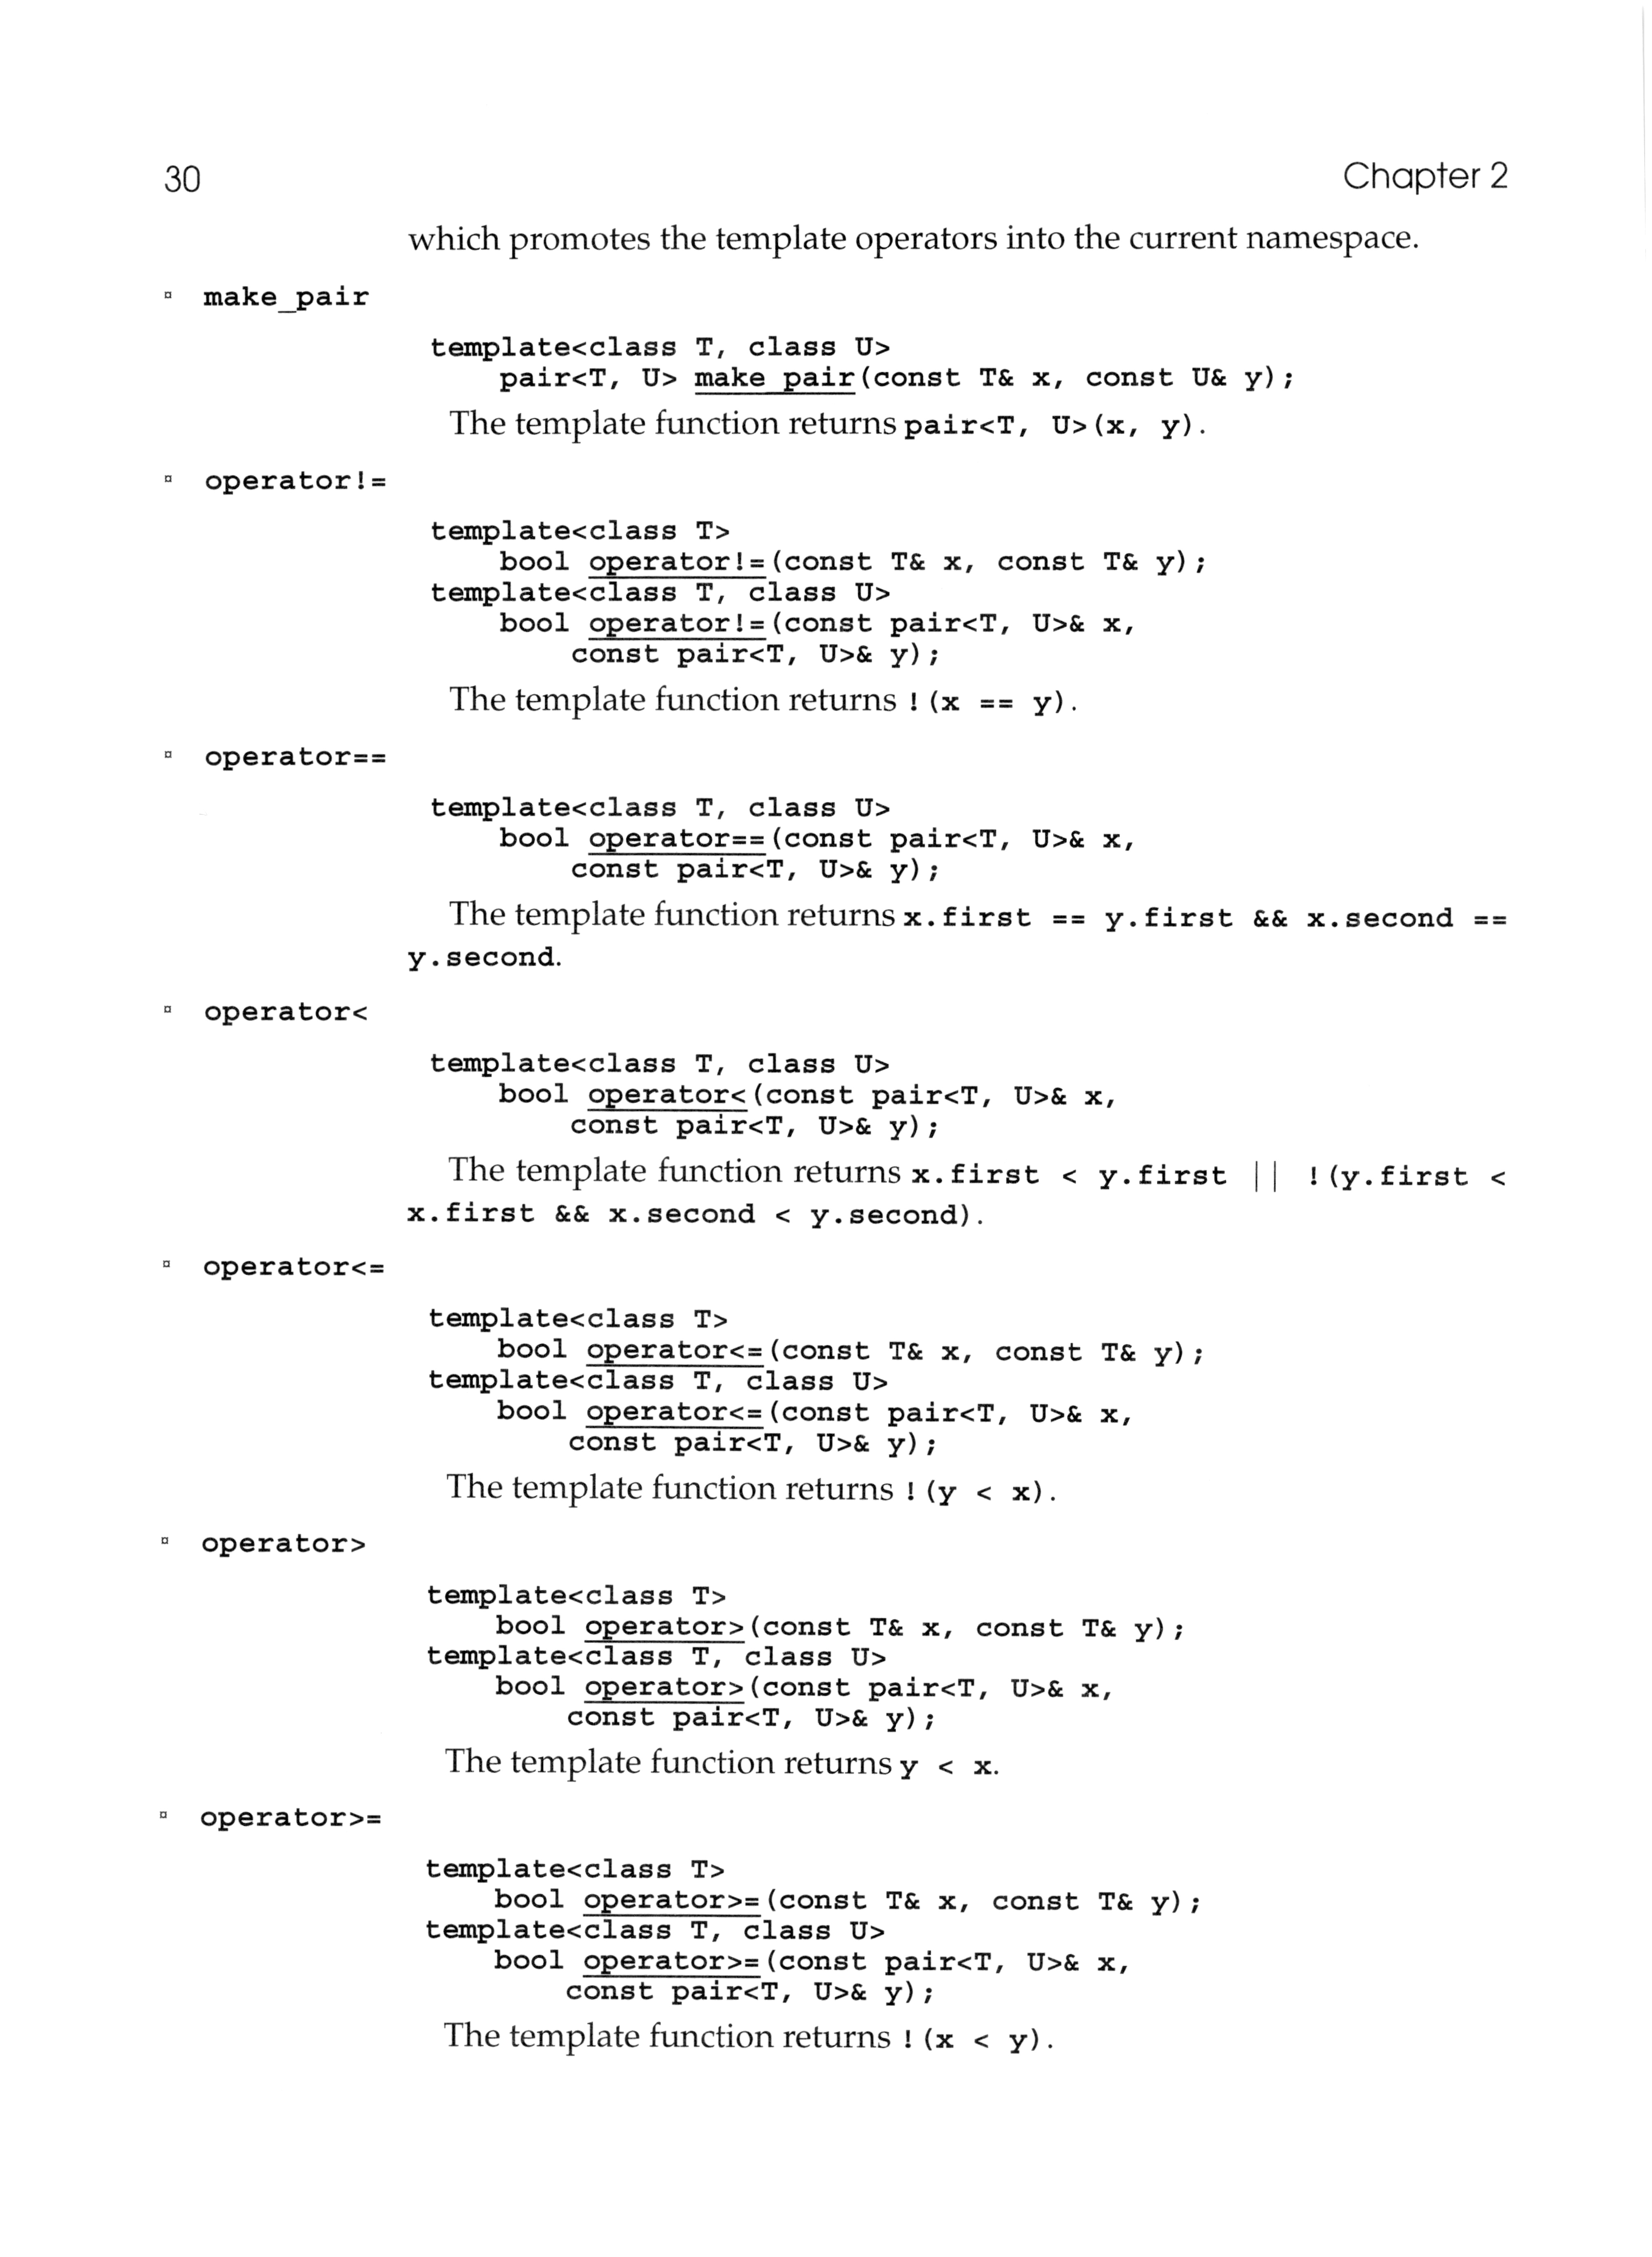 30 Chapter 2
which promotes the template operators into the current namespace.
▫ make_pair
template<class T, class U>
    pair<T, U> make_pair(const T& x, const U& y);
The template function returns pair<T, U>(x, y).
▫ operator!=
template<class T>
    bool operator!=(const T& x, const T& y);
template<class T, class U>
    bool operator!=(const pair<T, U>& x,
        const pair<T, U>& y);
The template function returns !(x == y).
▫ operator==
template<class T, class U>
    bool operator==(const pair<T, U>& x,
        const pair<T, U>& y);
The template function returns x.first == y.first && x.second ==
y.second.
▫ operator<
template<class T, class U>
    bool operator<(const pair<T, U>& x,
        const pair<T, U>& y);
The template function returns x.first < y.first || !(y.first <
x.first && x.second < y.second).
▫ operator<=
template<class T>
    bool operator<=(const T& x, const T& y);
template<class T, class U>
    bool operator<=(const pair<T, U>& x,
        const pair<T, U>& y);
The template function returns !(y < x).
▫ operator>
template<class T>
    bool operator>(const T& x, const T& y);
template<class T, class U>
    bool operator>(const pair<T, U>& x,
        const pair<T, U>& y);
The template function returns y < x.
▫ operator>=
template<class T>
    bool operator>=(const T& x, const T& y);
template<class T, class U>
    bool operator>=(const pair<T, U>& x,
        const pair<T, U>& y);
The template function returns !(x < y).